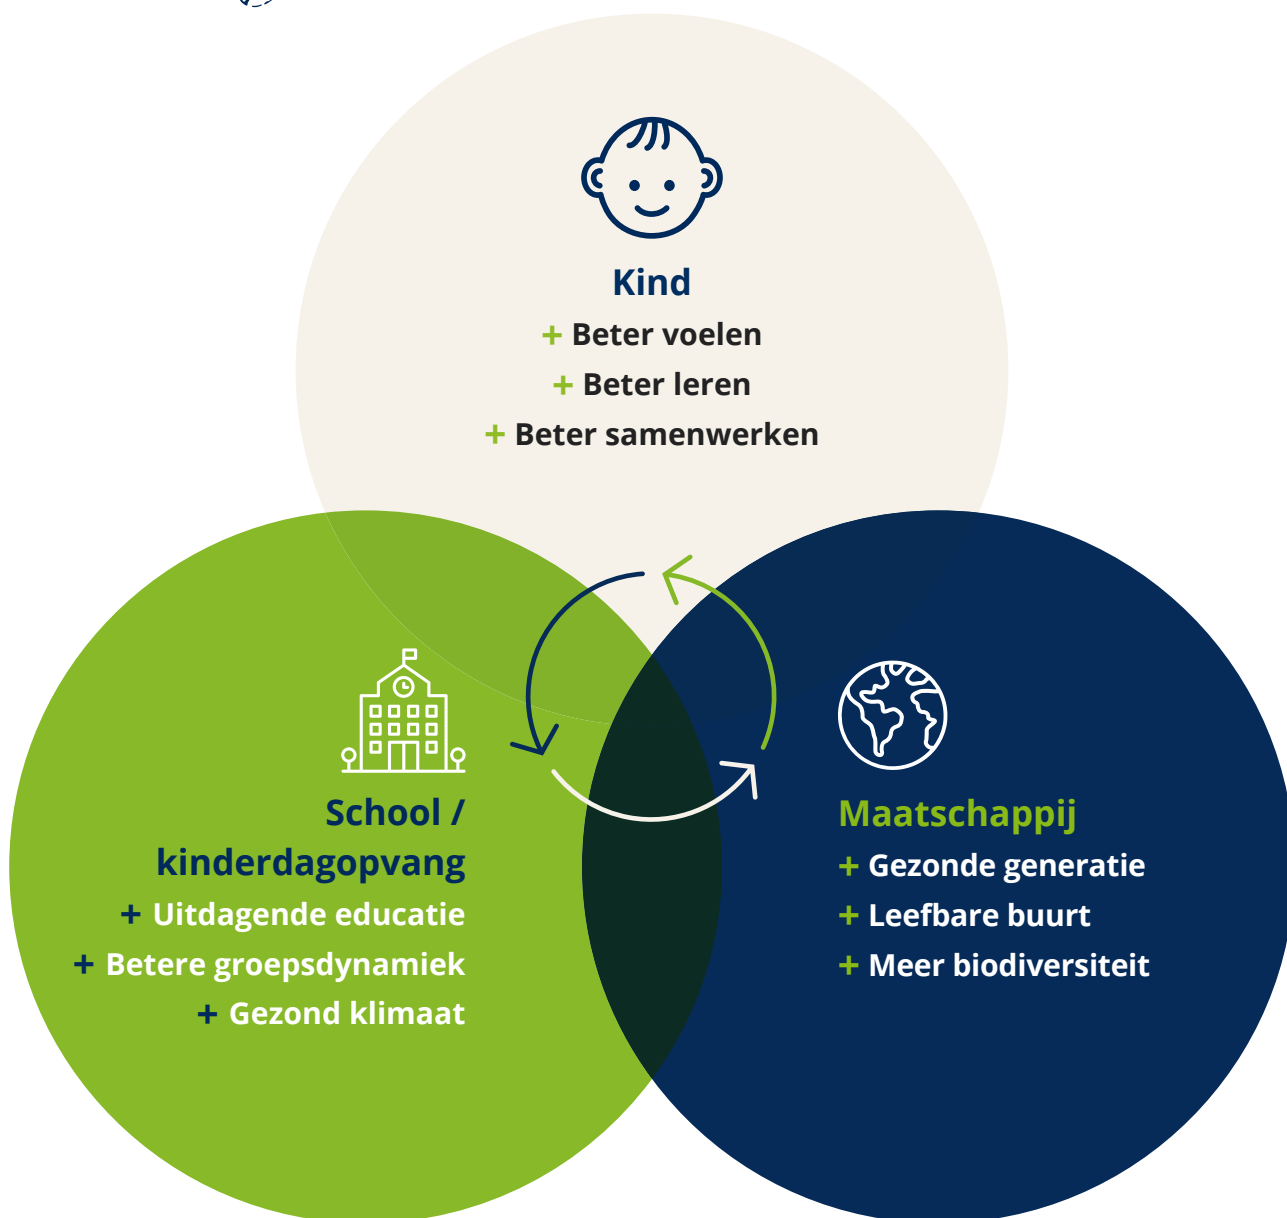 Kind
+ Beter voelen
+ Beter leren
+ Beter samenwerken
School /
kinderdagopvang
+ Uitdagende educatie
+ Betere groepsdynamiek
+ Gezond klimaat
Maatschappij
+ Gezonde generatie
+ Leefbare buurt
+ Meer biodiversiteit